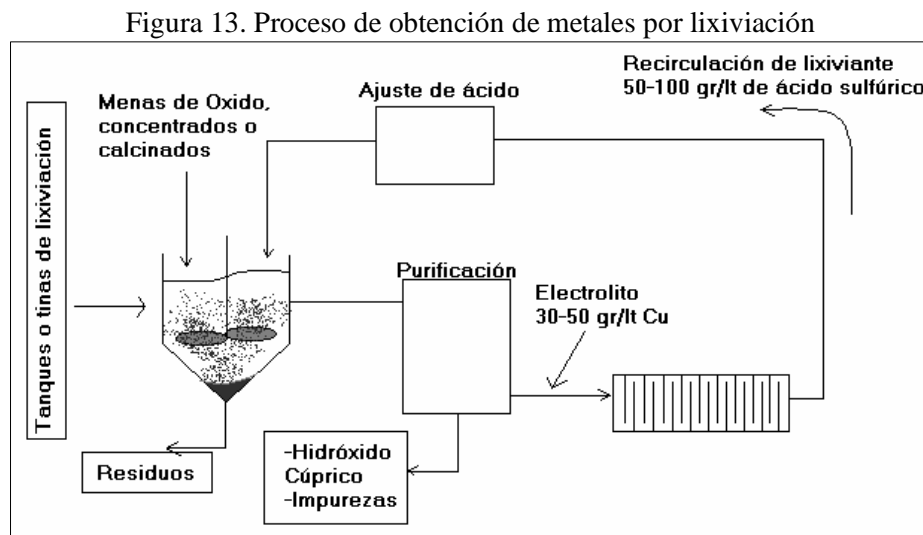 Figura 13. Proceso de obtención de metales por lixiviación
Recirculación de lixiviante
50-100 gr/lt de ácido sulfúrico
Ajuste de ácido
Menas de Oxido,
concentrados o
calcinados
Tanques o tinas de lixiviación
Purificación
Electrolito
30-50 gr/lt Cu
Residuos
-Hidróxido
Cúprico
-Impurezas